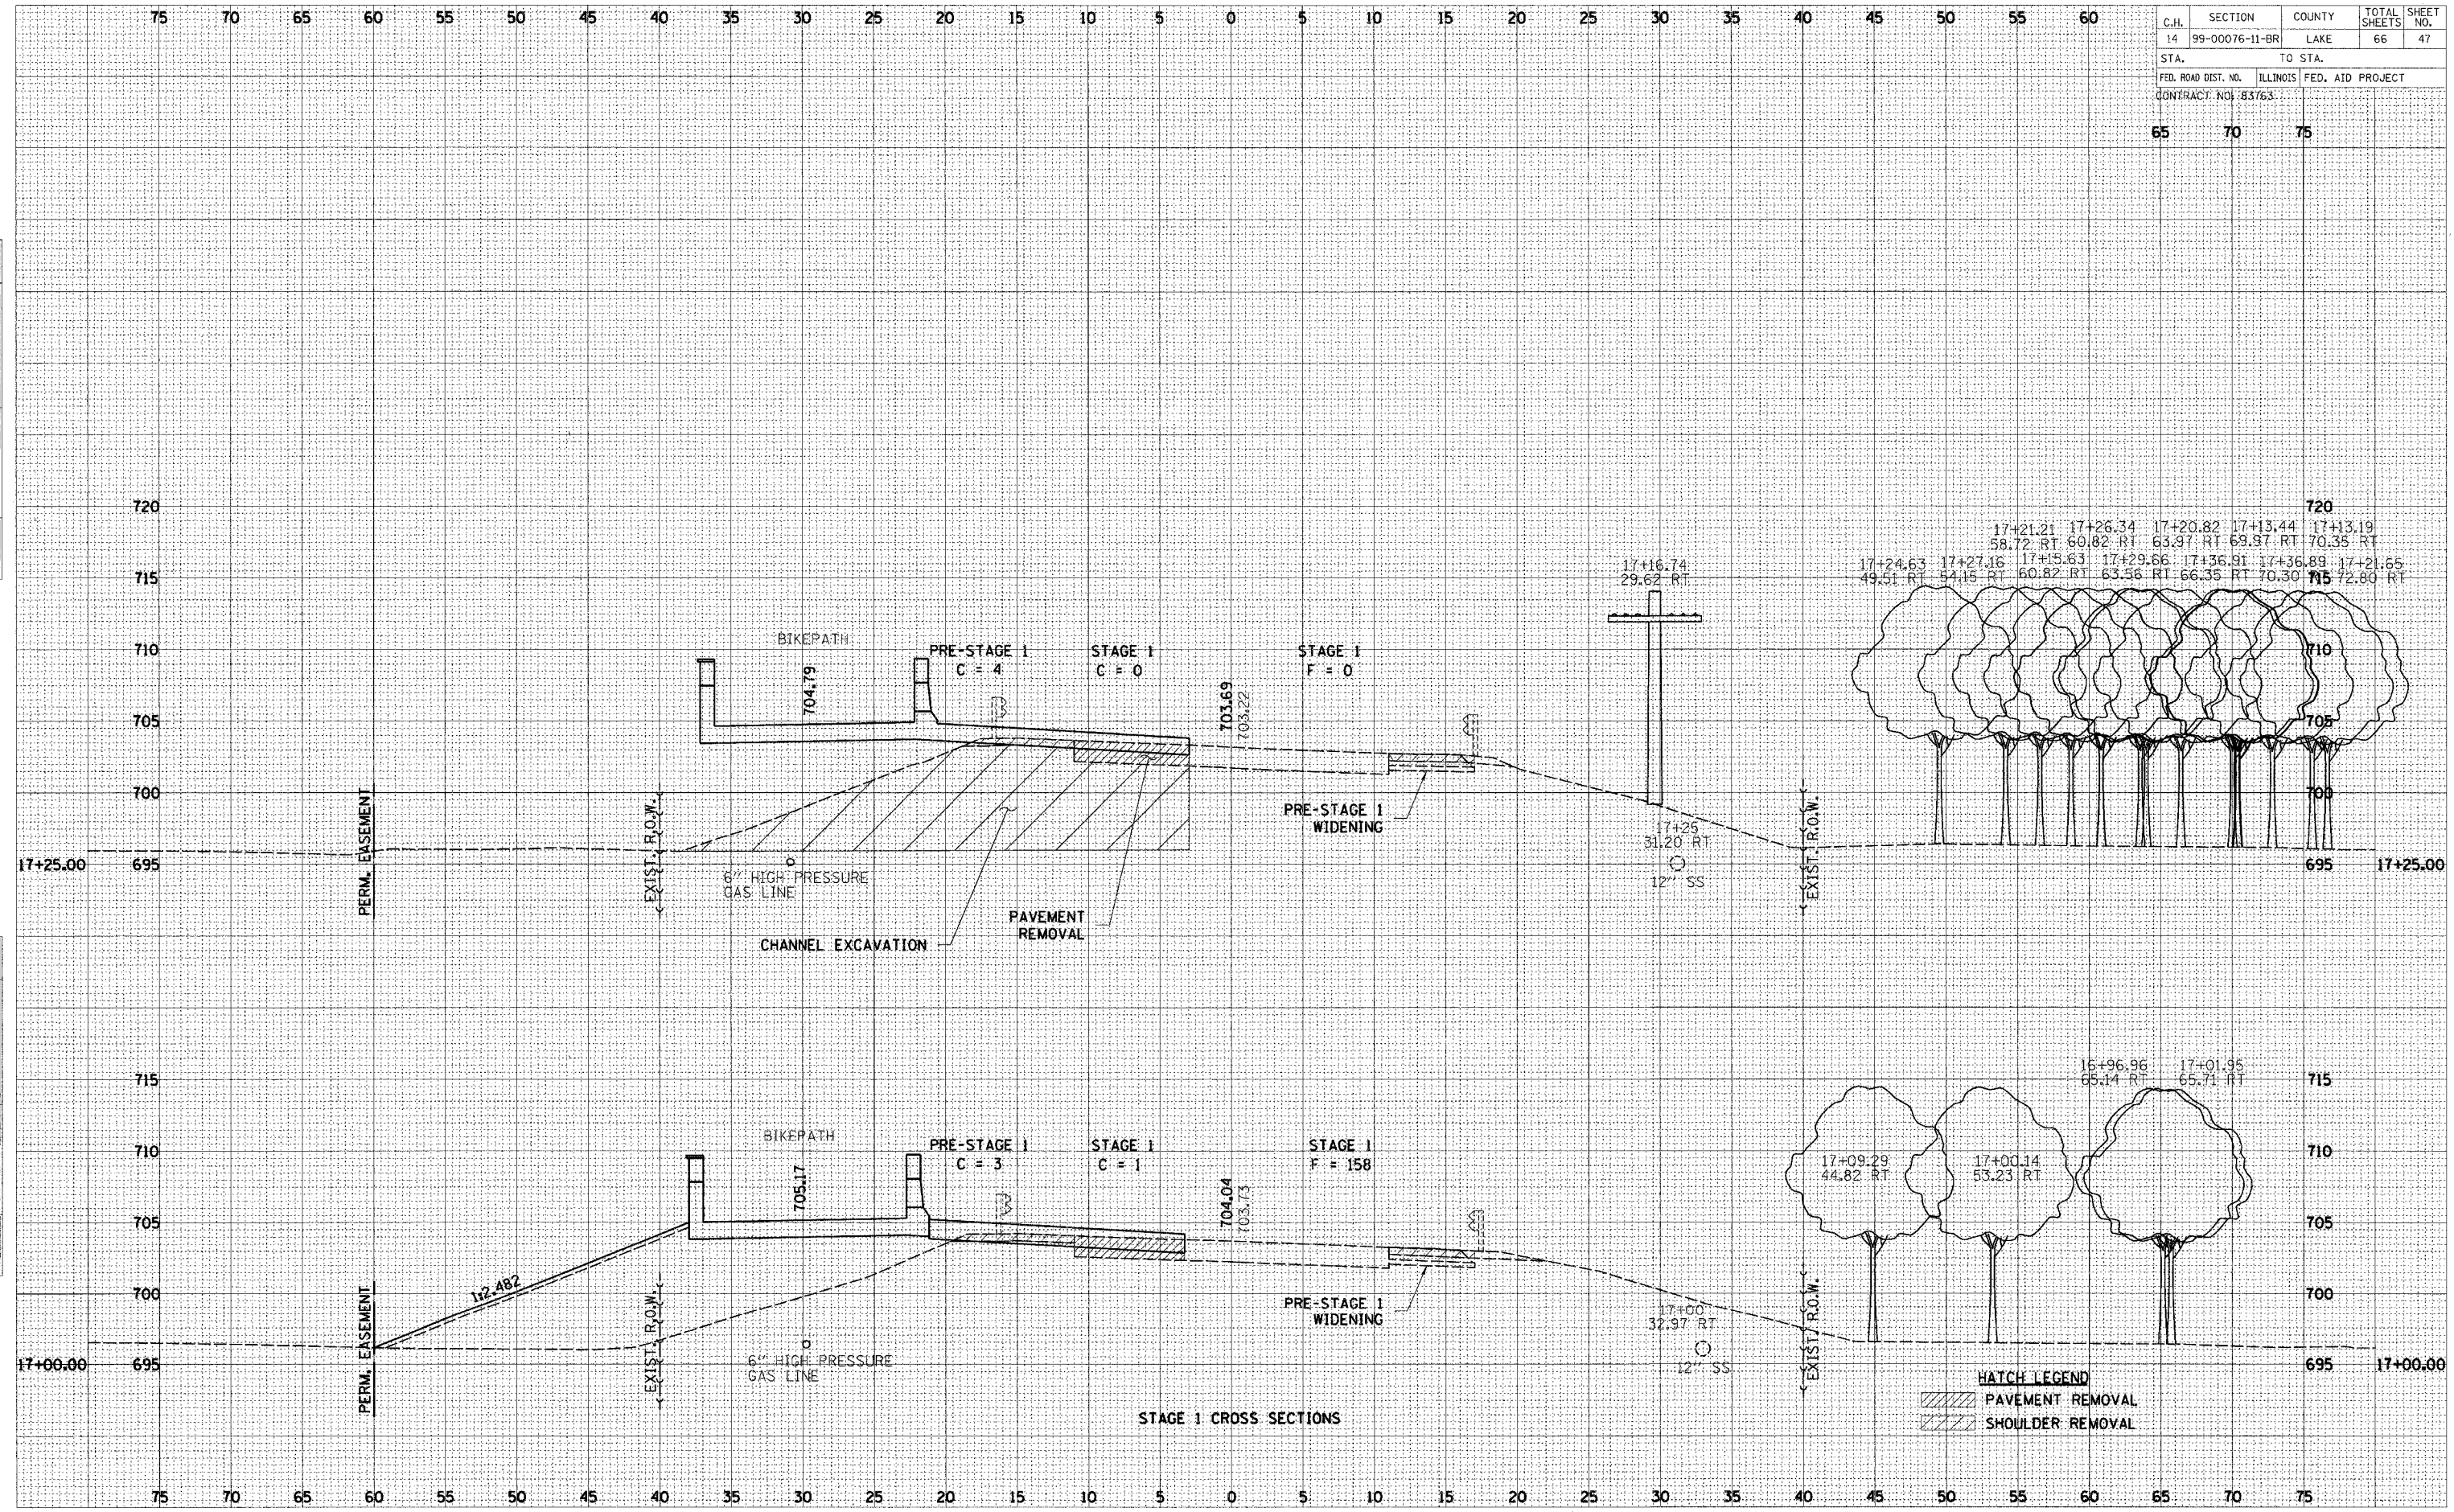 75 70 65 60 55 50 45 40 35 30 25 20 15 10 5 0 5 10 15 20 25 30 35 40 45 50 55 60
C.H. SECTION COUNTY TOTAL SHEETS SHEET NO.
14 99-00076-11-BR LAKE 66 47
STA. TO STA.
FED. ROAD DIST. NO. ILLINOIS FED. AID PROJECT
CONTRACT NO. 83763
65 70 75
720 720
17+21.21 17+26.34 17+20.82 17+13.44 17+13.19
58.72 RT 60.82 RT 63.97 RT 69.97 RT 70.35 RT
17+16.74
29.62 RT
17+24.63 17+27.16 17+15.63 17+29.66 17+36.91 17+36.89 17+21.65
49.51 RT 54.15 RT 60.82 RT 63.56 RT 66.35 RT 70.30 72.80 RT
715 715
BIKEPATH
710 710
PRE-STAGE 1
C = 4
STAGE 1
C = 0
STAGE 1
F = 0
704.79
703.69
703.22
705 705
700 700
PRE-STAGE 1
WIDENING
17+25
31.20 RT
12" SS
PERM. EASEMENT
EXIST. R.O.W.
EXIST. R.O.W.
17+25.00 695 695 17+25.00
6" HIGH PRESSURE
GAS LINE
PAVEMENT
REMOVAL
CHANNEL EXCAVATION
16+96.96 17+01.95
65.14 RT 65.71 RT
715 715
BIKEPATH
710 710
PRE-STAGE 1
C = 3
STAGE 1
C = 1
STAGE 1
F = 158
17+09.29
44.82 RT
17+00.14
53.23 RT
705.17
704.04
703.73
705 705
1:2.482
700 700
PRE-STAGE 1
WIDENING
17+00
32.97 RT
12" SS
PERM. EASEMENT
EXIST. R.O.W.
EXIST. R.O.W.
17+00.00 695 695 17+00.00
6" HIGH PRESSURE
GAS LINE
HATCH LEGEND
PAVEMENT REMOVAL
SHOULDER REMOVAL
STAGE 1 CROSS SECTIONS
75 70 65 60 55 50 45 40 35 30 25 20 15 10 5 0 5 10 15 20 25 30 35 40 45 50 55 60 65 70 75